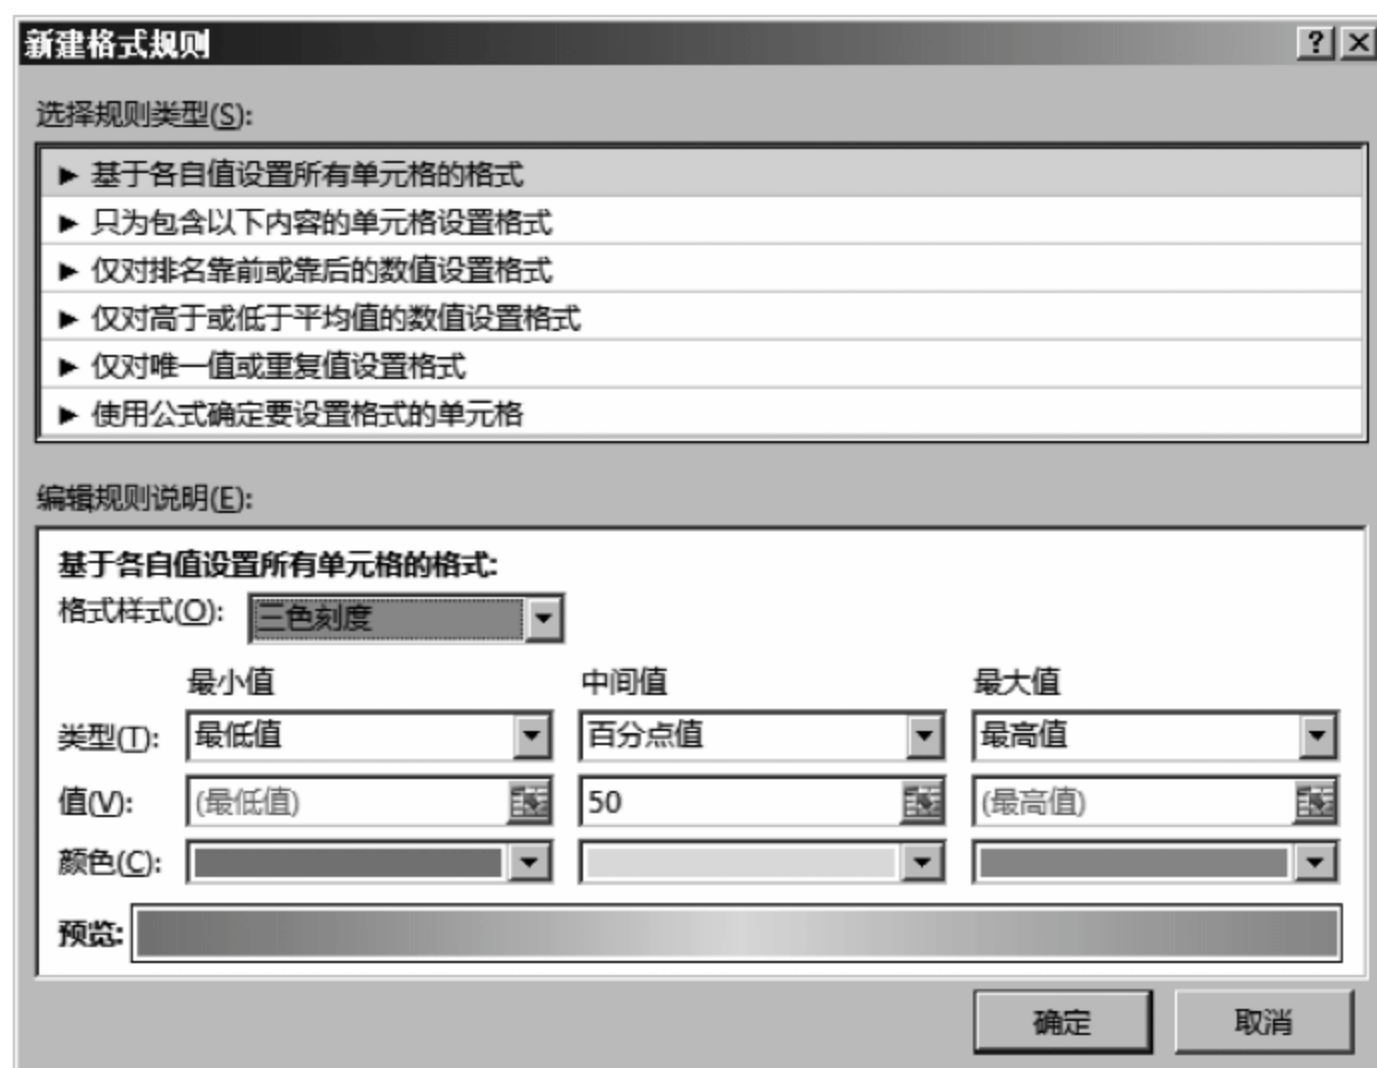 新建格式规则
选择规则类型(S):
► 基于各自值设置所有单元格的格式
► 只为包含以下内容的单元格设置格式
► 仅对排名靠前或靠后的数值设置格式
► 仅对高于或低于平均值的数值设置格式
► 仅对唯一值或重复值设置格式
► 使用公式确定要设置格式的单元格
编辑规则说明(E):
基于各自值设置所有单元格的格式:
格式样式(O): 三色刻度
最小值 中间值 最大值
类型(T): 最低值 百分点值 最高值
值(V): (最低值) 50 (最高值)
颜色(C):
预览:
确定 取消